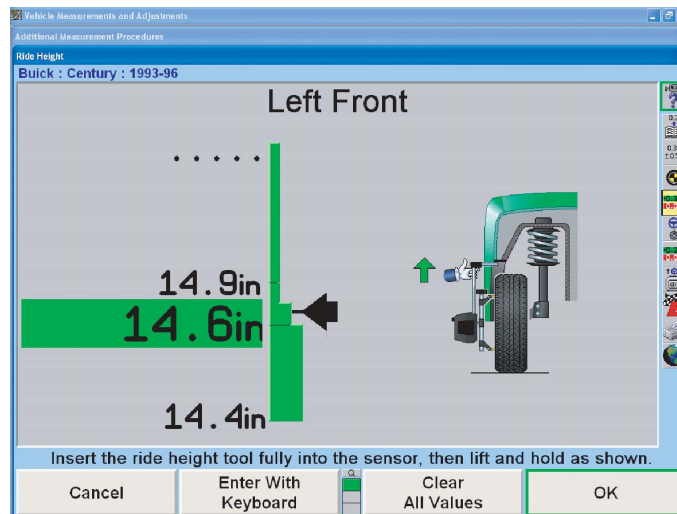 Vehicle Measurements and Adjustments
Additional Measurement Procedures
Ride Height
Buick : Century : 1993-96
Left Front
14.9in
14.6in
14.4in
Insert the ride height tool fully into the sensor, then lift and hold as shown.
Cancel
Enter With
Keyboard
Clear
All Values
OK